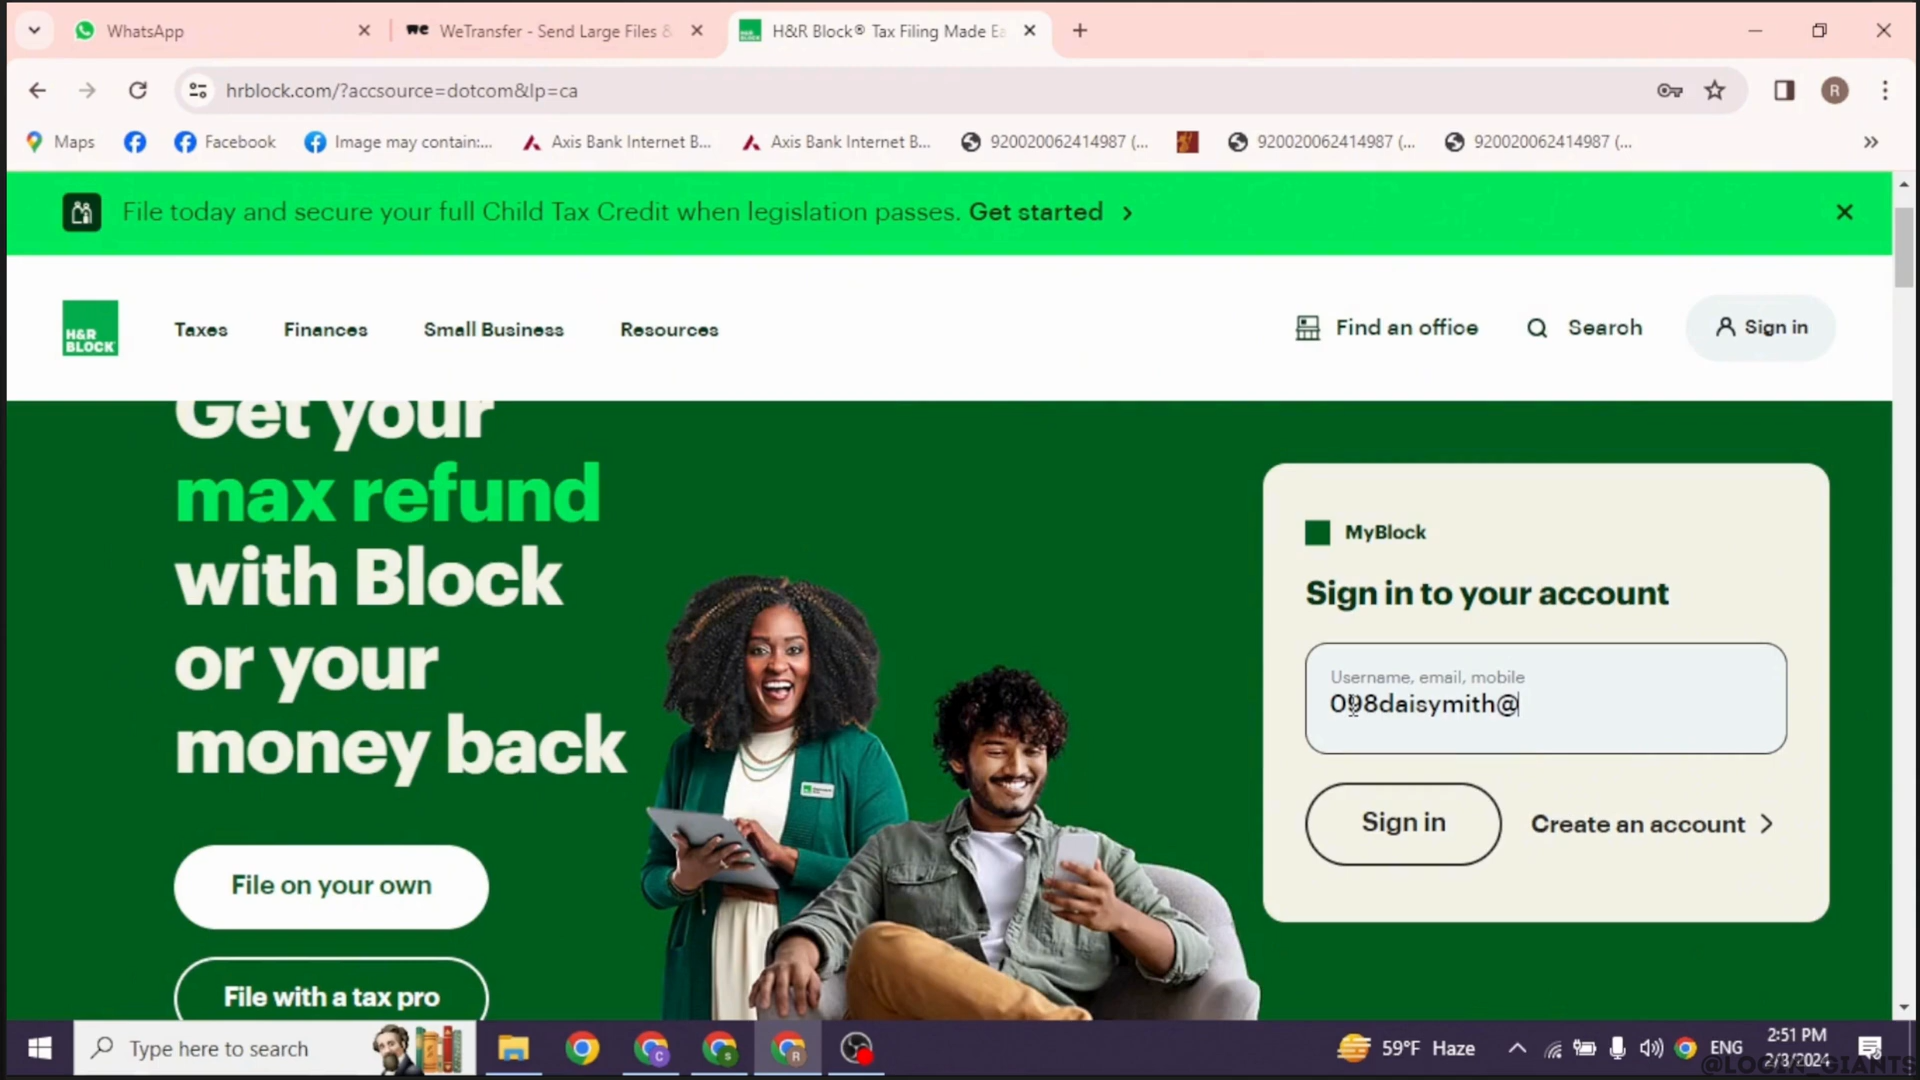 WhatsApp
we WeTransfer - Send Large Files &
H&R Block® Tax Filing Made Ea
hrblock.com/?accsource=dotcom&lp=ca
R
Maps
Facebook
Image may contain:...
Axis Bank Internet B...
Axis Bank Internet B...
920020062414987 (...
920020062414987 (...
920020062414987 (...
File today and secure your full Child Tax Credit when legislation passes. Get started
H&R
BLOCK
Taxes
Finances
Small Business
Resources
Find an office
Search
Sign in
Get your
max refund
with Block
or your
money back
File on your own
File with a tax pro
MyBlock
Sign in to your account
Username, email, mobile
098daisymith@
Sign in
Create an account
Type here to search
C
S
R
59°F Haze
ENG
2:51 PM
2/3/2024
@LOGIN_GIANTS